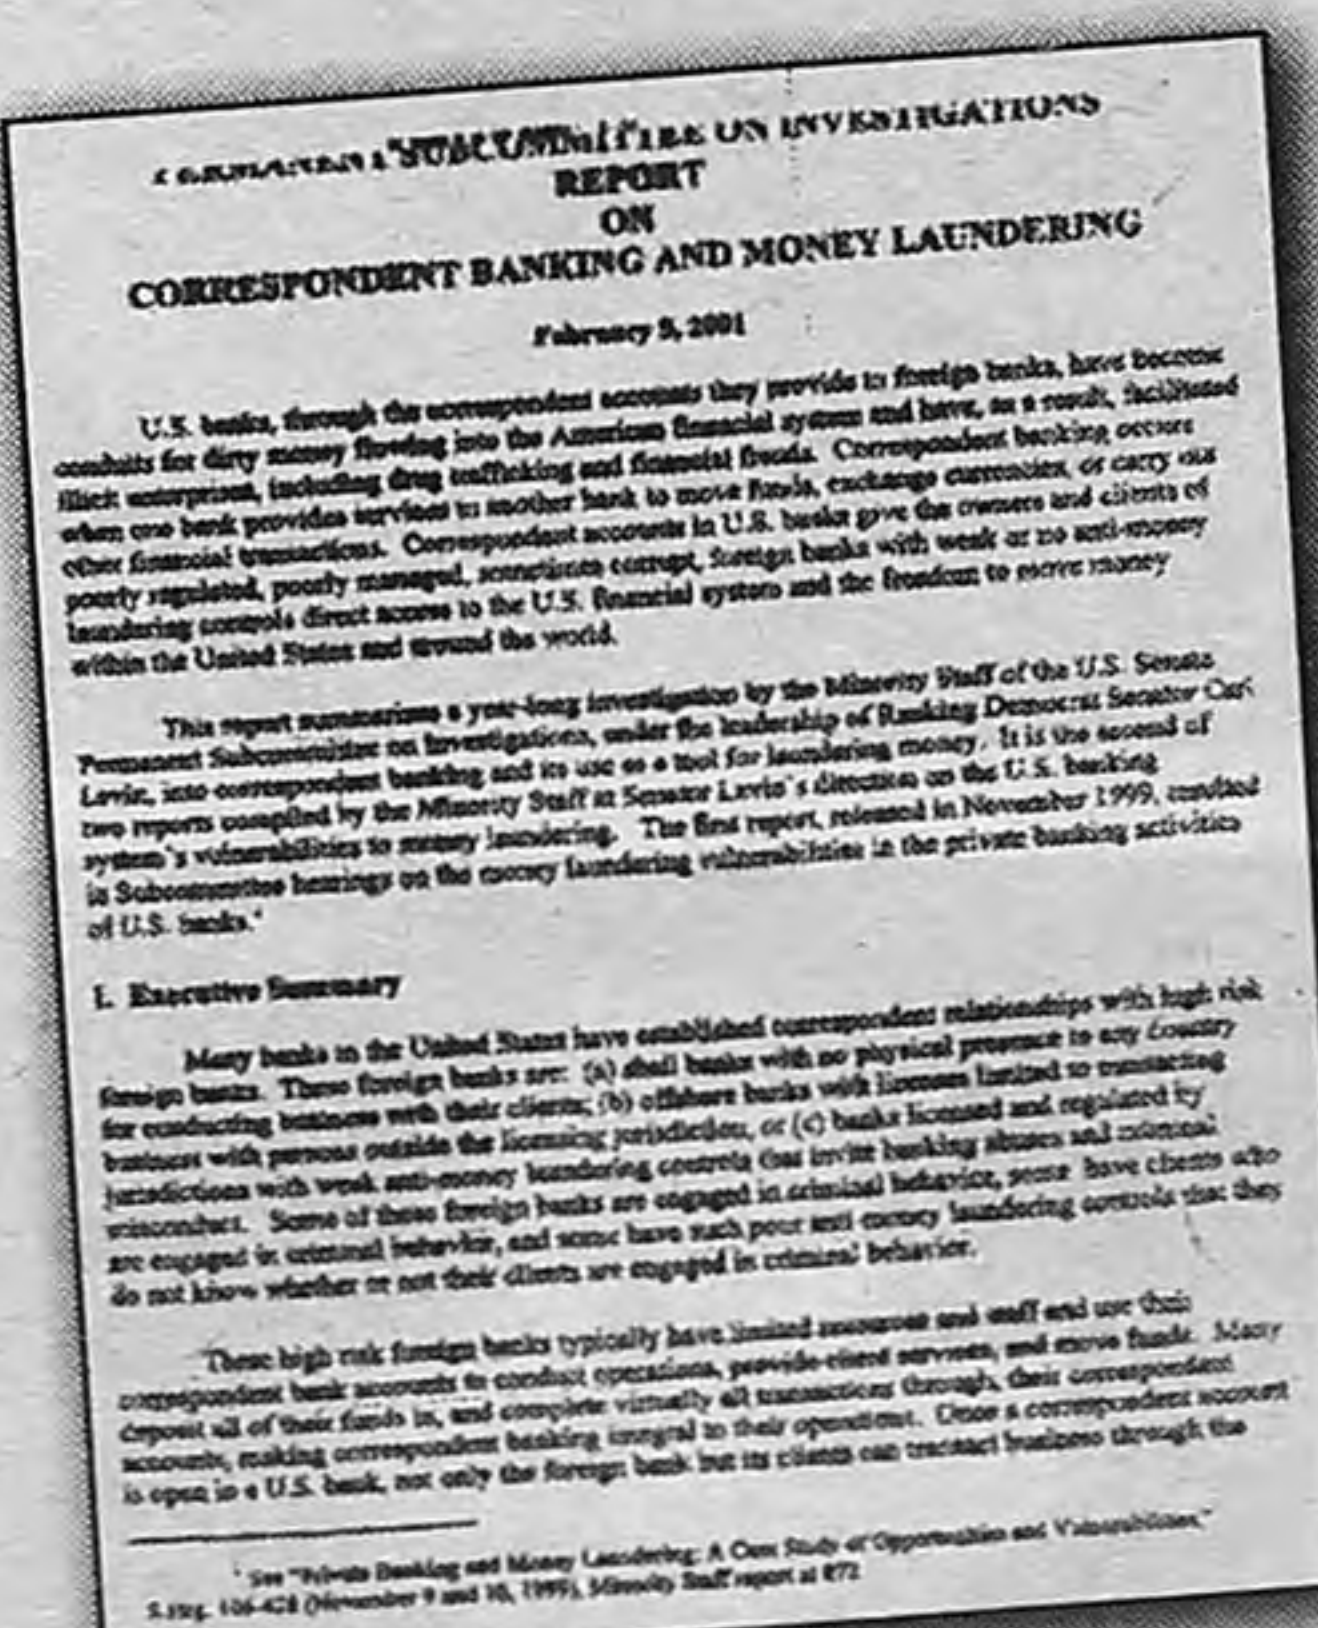 PERMANENT SUBCOMMITTEE ON INVESTIGATIONS
REPORT
ON
CORRESPONDENT BANKING AND MONEY LAUNDERING
February 5, 2001
U.S. banks, through the correspondent accounts they provide to foreign banks, have become
conduits for dirty money flowing into the American financial system and have, as a result, facilitated
illicit enterprises, including drug trafficking and financial frauds. Correspondent banking occurs
when one bank provides services to another bank to move funds, exchange currencies, or carry out
other financial transactions. Correspondent accounts in U.S. banks give the owners and clients of
poorly regulated, poorly managed, sometimes corrupt, foreign banks with weak or no anti-money
laundering controls direct access to the U.S. financial system and the freedom to move money
within the United States and around the world.
This report summarizes a year-long investigation by the Minority Staff of the U.S. Senate
Permanent Subcommittee on Investigations, under the leadership of Ranking Democrat Senator Carl
Levin, into correspondent banking and its use as a tool for laundering money. It is the second of
two reports compiled by the Minority Staff at Senator Levin's direction on the U.S. banking
system's vulnerabilities to money laundering. The first report, released in November 1999, resulted
in Subcommittee hearings on the money laundering vulnerabilities in the private banking activities
of U.S. banks.¹
I. Executive Summary
Many banks in the United States have established correspondent relationships with high risk
foreign banks. These foreign banks are: (a) shell banks with no physical presence in any country
for conducting business with their clients; (b) offshore banks with licenses limited to transacting
business with persons outside the licensing jurisdiction; or (c) banks licensed and regulated by
jurisdictions with weak anti-money laundering controls that invite banking abuses and criminal
misconduct. Some of these foreign banks are engaged in criminal behavior, some have clients who
are engaged in criminal behavior, and some have such poor anti-money laundering controls that they
do not know whether or not their clients are engaged in criminal behavior.
These high risk foreign banks typically have limited resources and staff and use their
correspondent bank accounts to conduct operations, provide client services, and move funds. Many
deposit all of their funds in, and complete virtually all transactions through, their correspondent
accounts, making correspondent banking integral to their operations. Once a correspondent account
is open in a U.S. bank, not only the foreign bank but its clients can transact business through the
¹ See "Private Banking and Money Laundering: A Case Study of Opportunities and Vulnerabilities,"
S.Hrg. 106-428 (November 9 and 10, 1999), Minority Staff report at 872